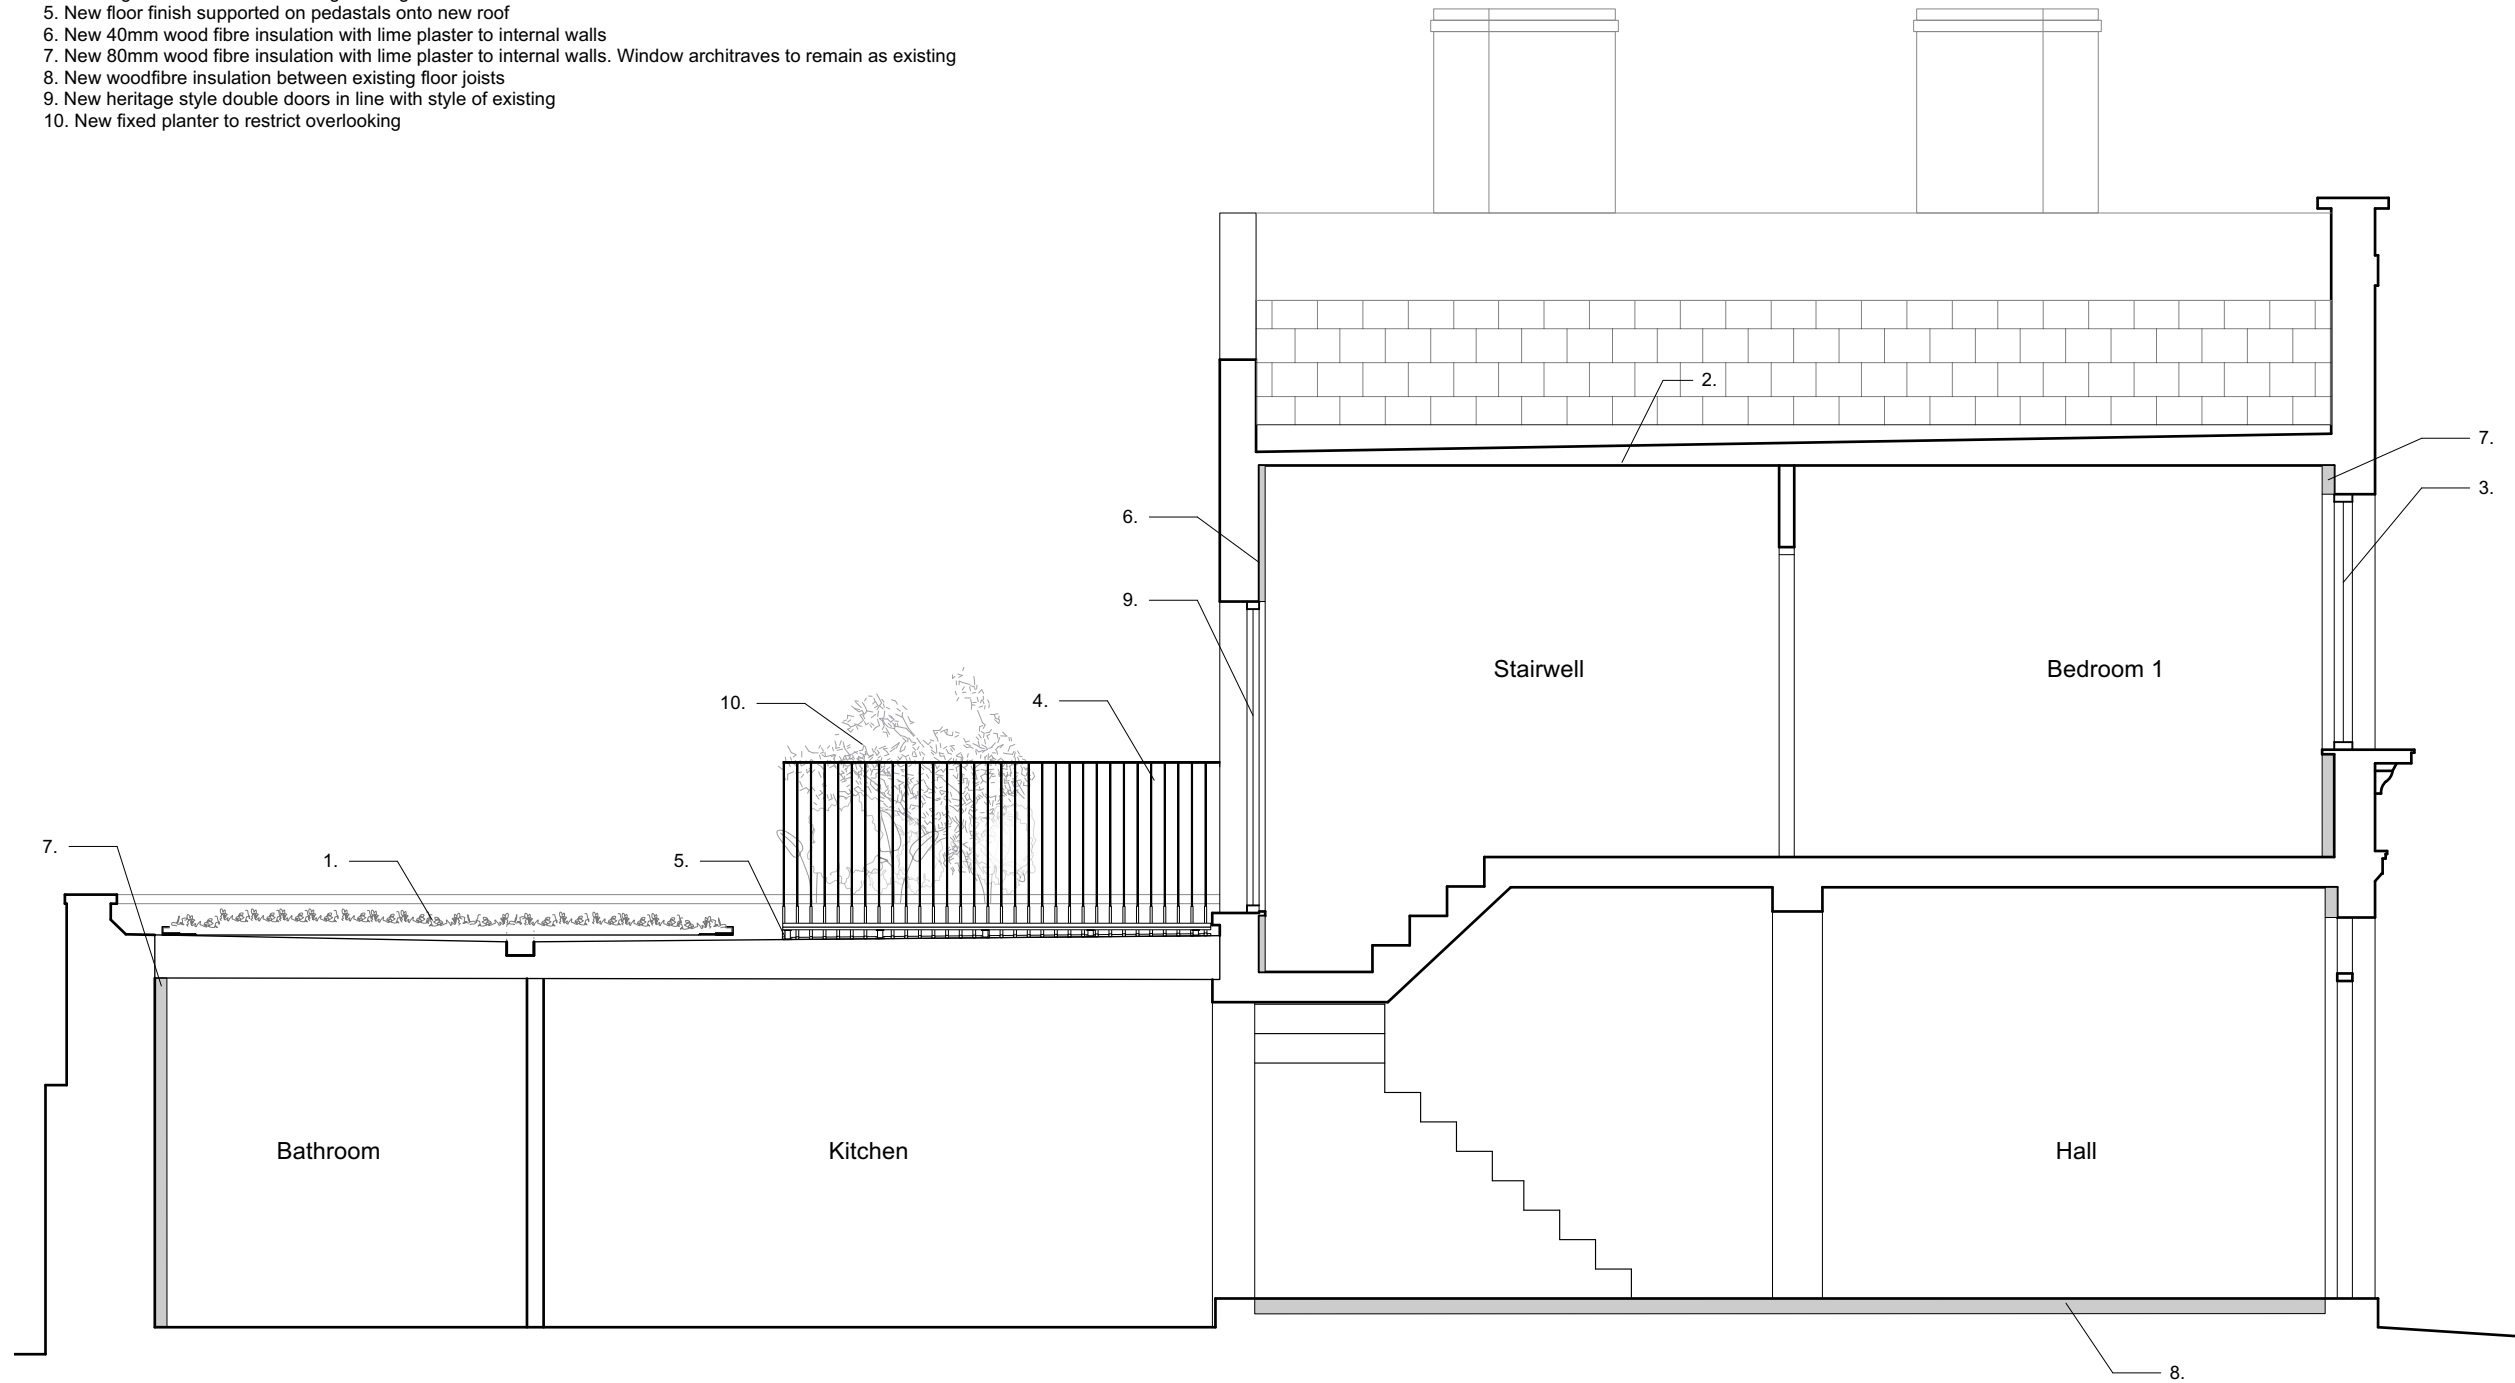 5. New floor finish supported on pedastals onto new roof
6. New 40mm wood fibre insulation with lime plaster to internal walls
7. New 80mm wood fibre insulation with lime plaster to internal walls. Window architraves to remain as existing
8. New woodfibre insulation between existing floor joists
9. New heritage style double doors in line with style of existing
10. New fixed planter to restrict overlooking
2.
7.
3.
6.
9.
Stairwell
Bedroom 1
10.
4.
7.
1.
5.
Bathroom
Kitchen
Hall
8.